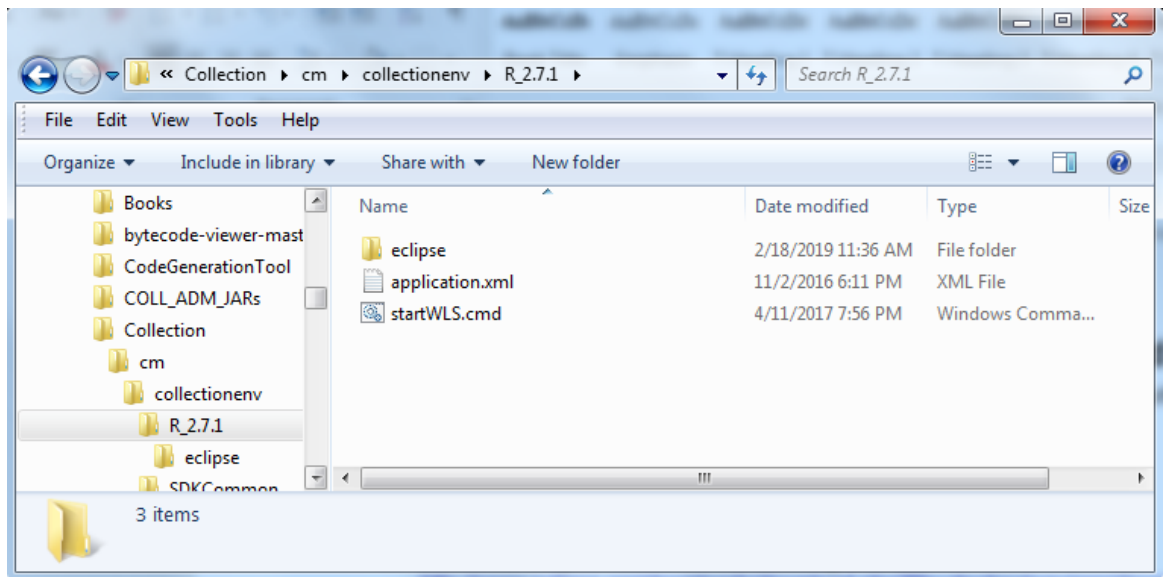 « Collection ▸ cm ▸ collectionenv ▸ R_2.7.1 ▸ Search R_2.7.1
File Edit View Tools Help
Organize Include in library Share with New folder
Books
bytecode-viewer-mast
CodeGenerationTool
COLL_ADM_JARs
Collection
cm
collectionenv
R_2.7.1
eclipse
SDKCommon
Name Date modified Type Size
eclipse 2/18/2019 11:36 AM File folder
application.xml 11/2/2016 6:11 PM XML File
startWLS.cmd 4/11/2017 7:56 PM Windows Comma...
3 items